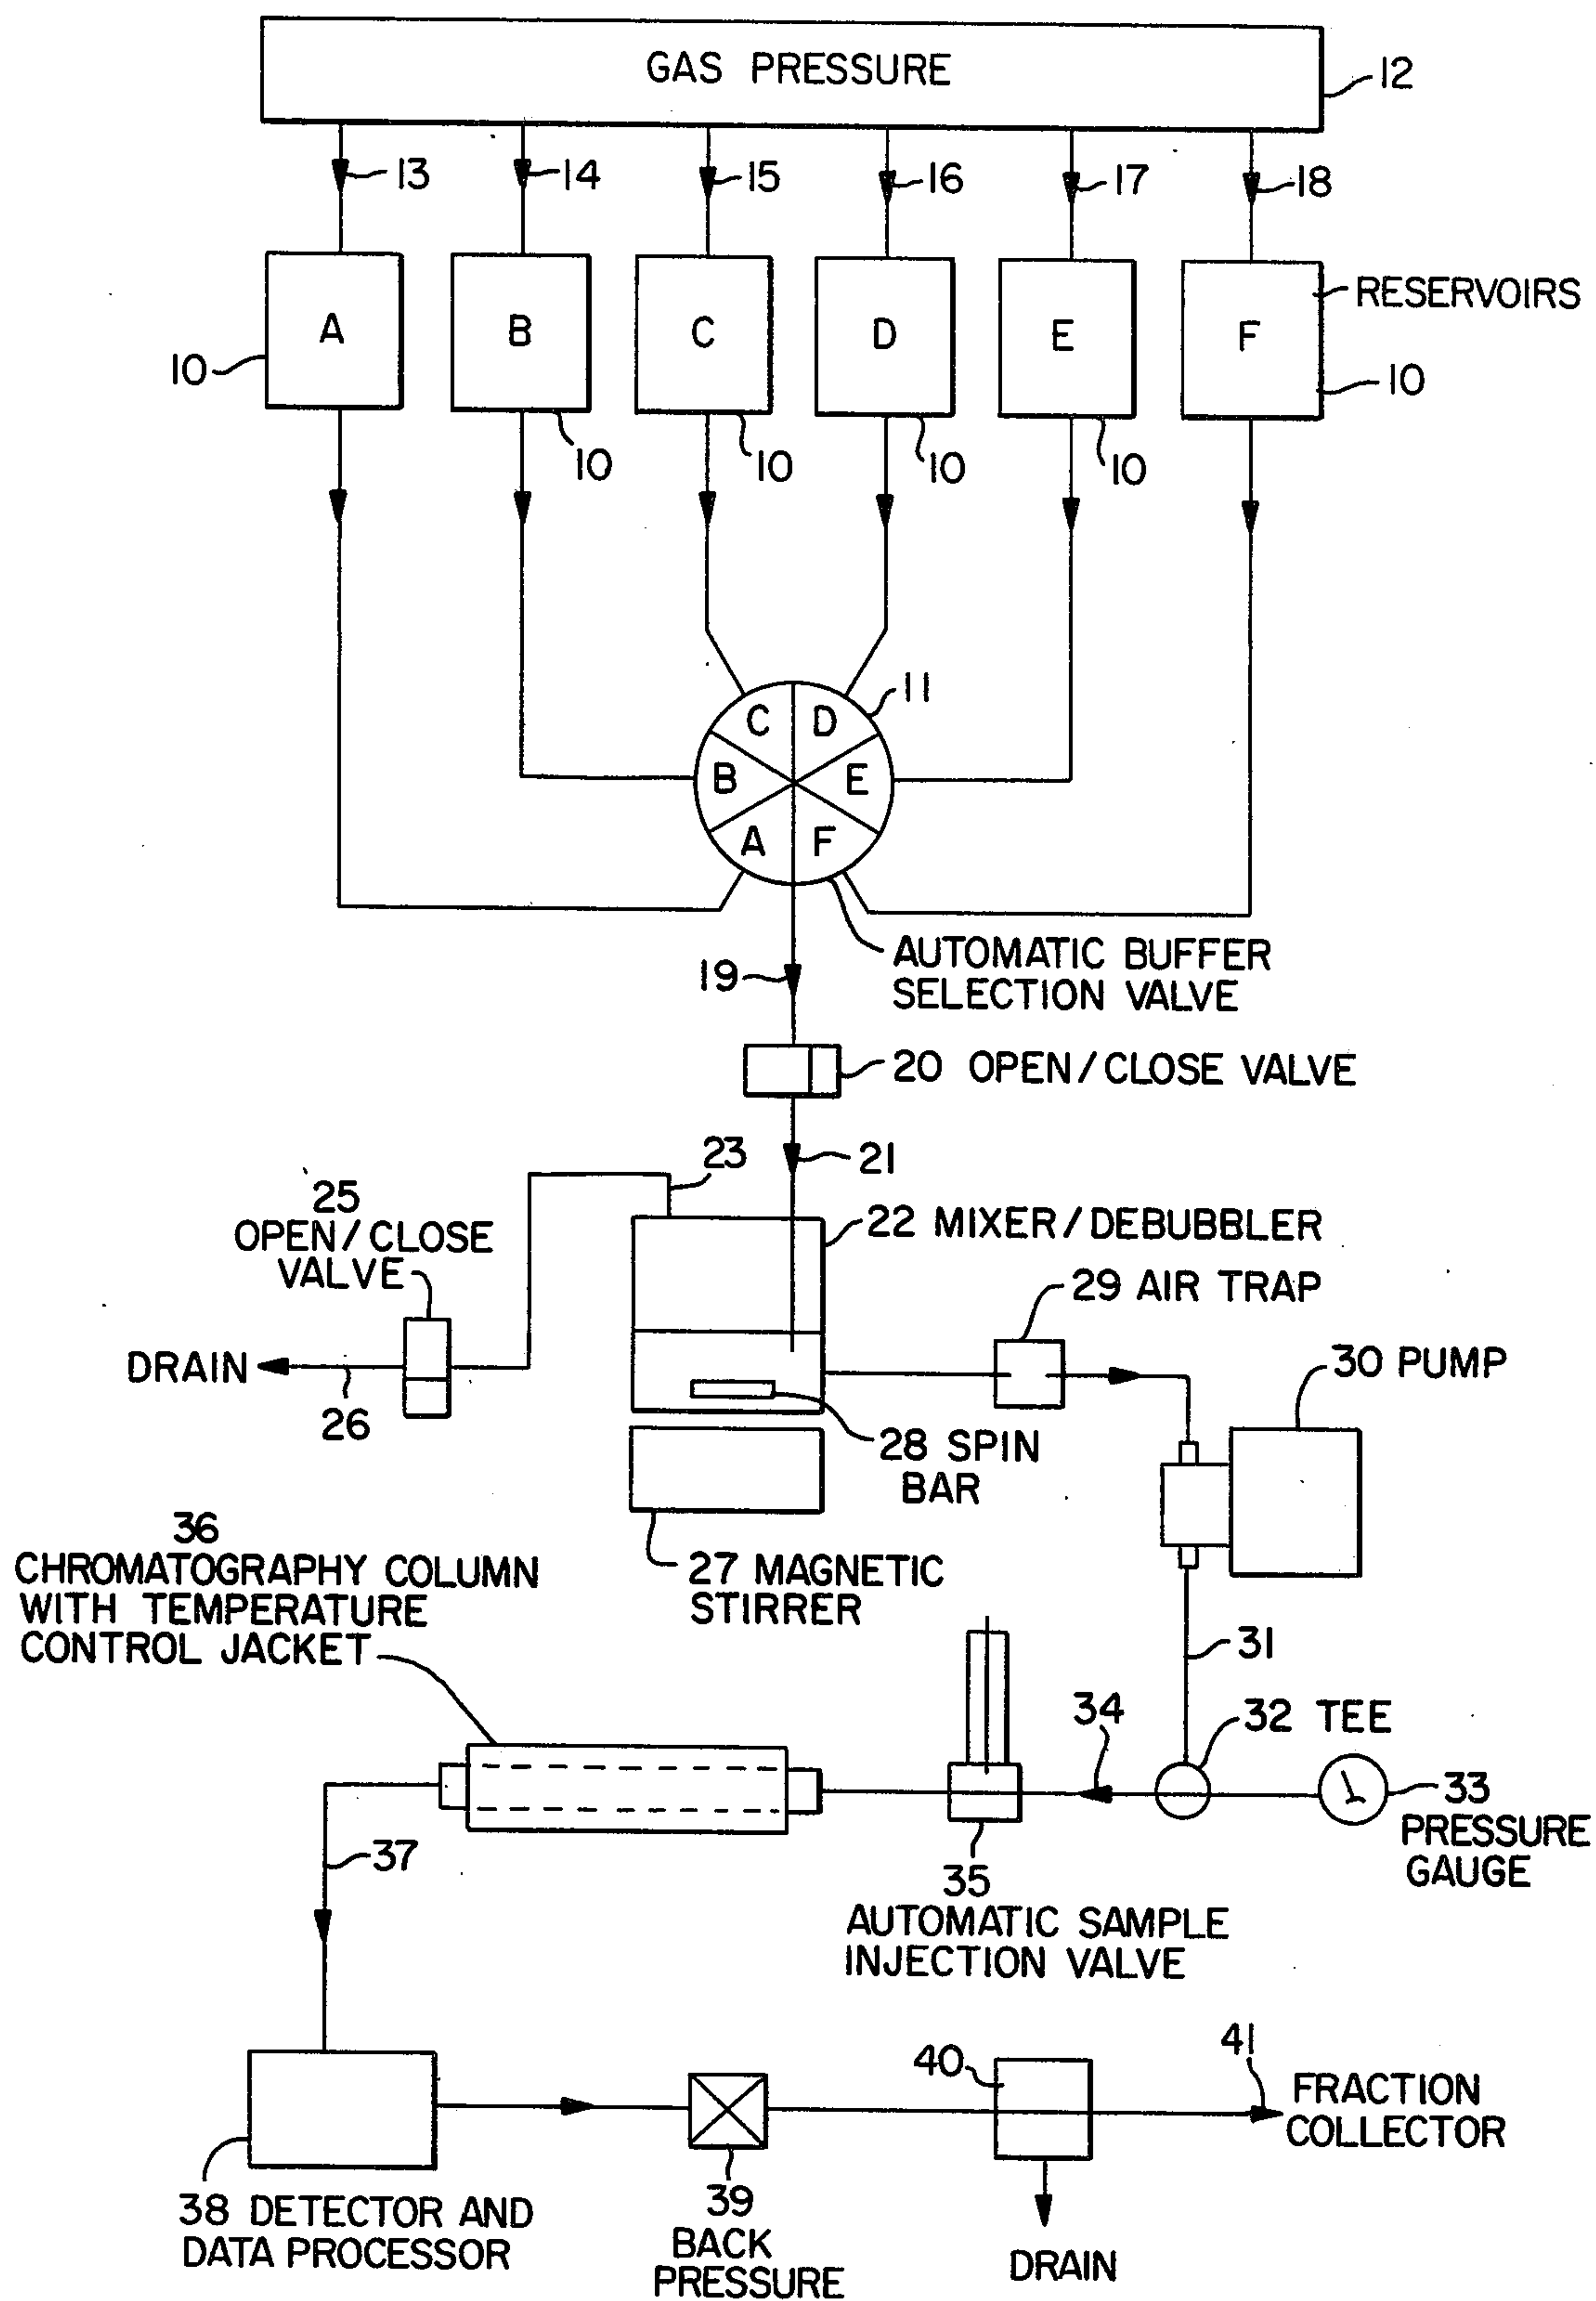 GAS PRESSURE
12
13
14
15
16
17
18
A
B
C
D
E
F
RESERVOIRS
10
10
10
10
10
10
11
C
D
B
E
A
F
AUTOMATIC BUFFER
SELECTION VALVE
19
20 OPEN/CLOSE VALVE
23
21
25
OPEN/CLOSE
VALVE
22 MIXER/DEBUBBLER
29 AIR TRAP
DRAIN
26
30 PUMP
28 SPIN
BAR
27 MAGNETIC
STIRRER
36
CHROMATOGRAPHY COLUMN
WITH TEMPERATURE
CONTROL JACKET
31
34
32 TEE
33
PRESSURE
GAUGE
35
AUTOMATIC SAMPLE
INJECTION VALVE
37
38 DETECTOR AND
DATA PROCESSOR
39
BACK
PRESSURE
40
41
FRACTION
COLLECTOR
DRAIN